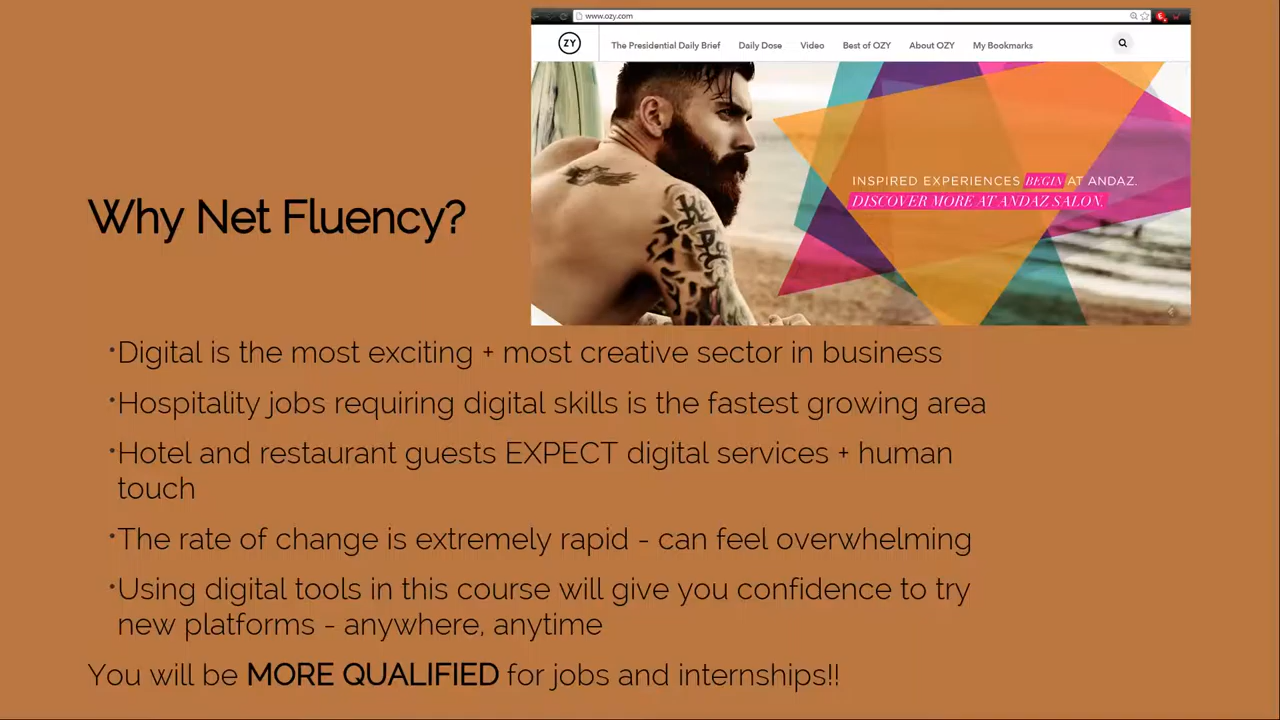 www.ozy.com
ZY
The Presidential Daily Brief Daily Dose Video Best of OZY About OZY My Bookmarks
INSPIRED EXPERIENCES BEGIN AT ANDAZ.
DISCOVER MORE AT ANDAZ SALON.
Why Net Fluency?
•Digital is the most exciting + most creative sector in business
•Hospitality jobs requiring digital skills is the fastest growing area
•Hotel and restaurant guests EXPECT digital services + human
touch
•The rate of change is extremely rapid - can feel overwhelming
•Using digital tools in this course will give you confidence to try
new platforms - anywhere, anytime
You will be MORE QUALIFIED for jobs and internships!!